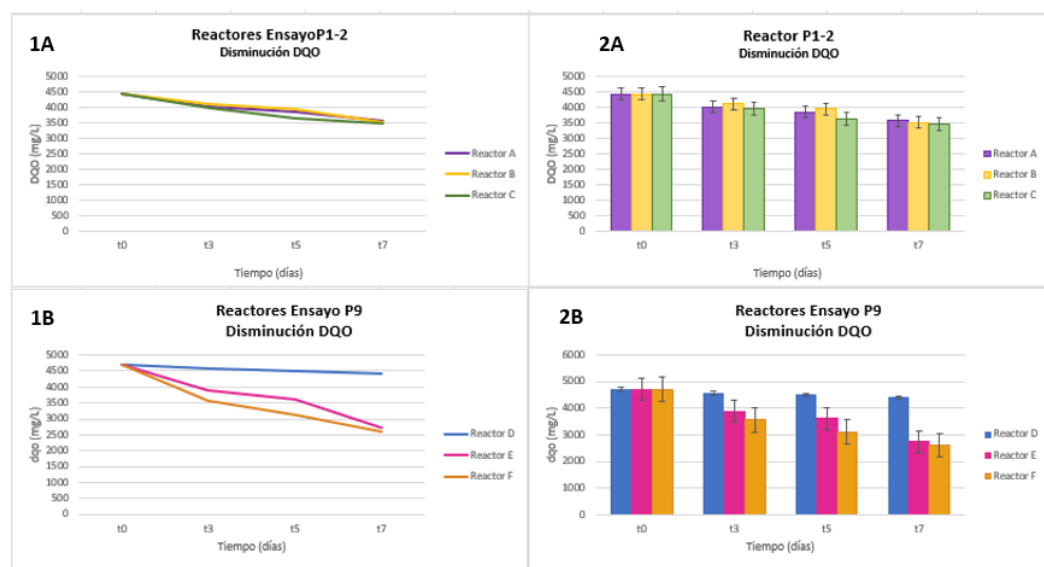 1A
Reactores EnsayoP1-2
Disminución DQO
DQO (mg/L)
5000
4500
4000
3500
3000
2500
2000
1500
1000
500
0
t0 t3 t5 t7
Tiempo (días)
Reactor A
Reactor B
Reactor C
2A
Reactor P1-2
Disminución DQO
DQO (mg/L)
5000
4500
4000
3500
3000
2500
2000
1500
1000
500
0
t0 t3 t5 t7
Tiempo (días)
Reactor A
Reactor B
Reactor C
1B
Reactores Ensayo P9
Disminución DQO
dqo (mg/L)
5000
4500
4000
3500
3000
2500
2000
1500
1000
500
0
t0 t3 t5 t7
Tiempo (días)
Reactor D
Reactor E
Reactor F
2B
Reactores Ensayo P9
Disminución DQO
dqo (mg/L)
6000
5000
4000
3000
2000
1000
0
t0 t3 t5 t7
Tiempo (días)
Reactor D
Reactor E
Reactor F